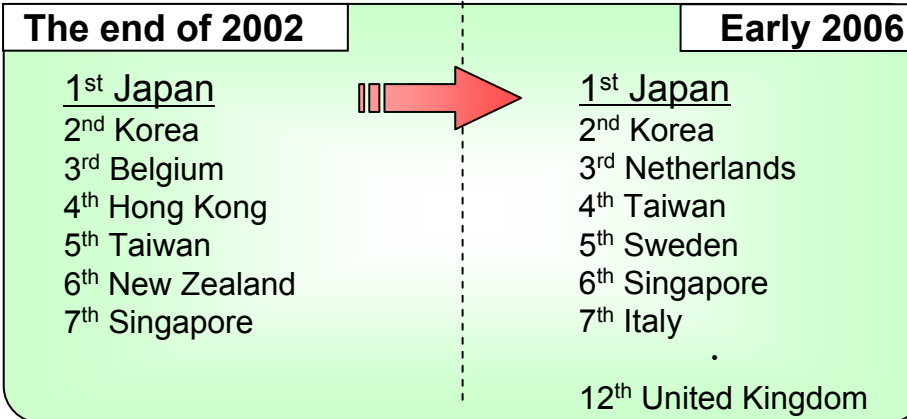 The end of 2002
1st Japan
2nd Korea
3rd Belgium
4th Hong Kong
5th Taiwan
6th New Zealand
7th Singapore
Early 2006
1st Japan
2nd Korea
3rd Netherlands
4th Taiwan
5th Sweden
6th Singapore
7th Italy
.
12th United Kingdom